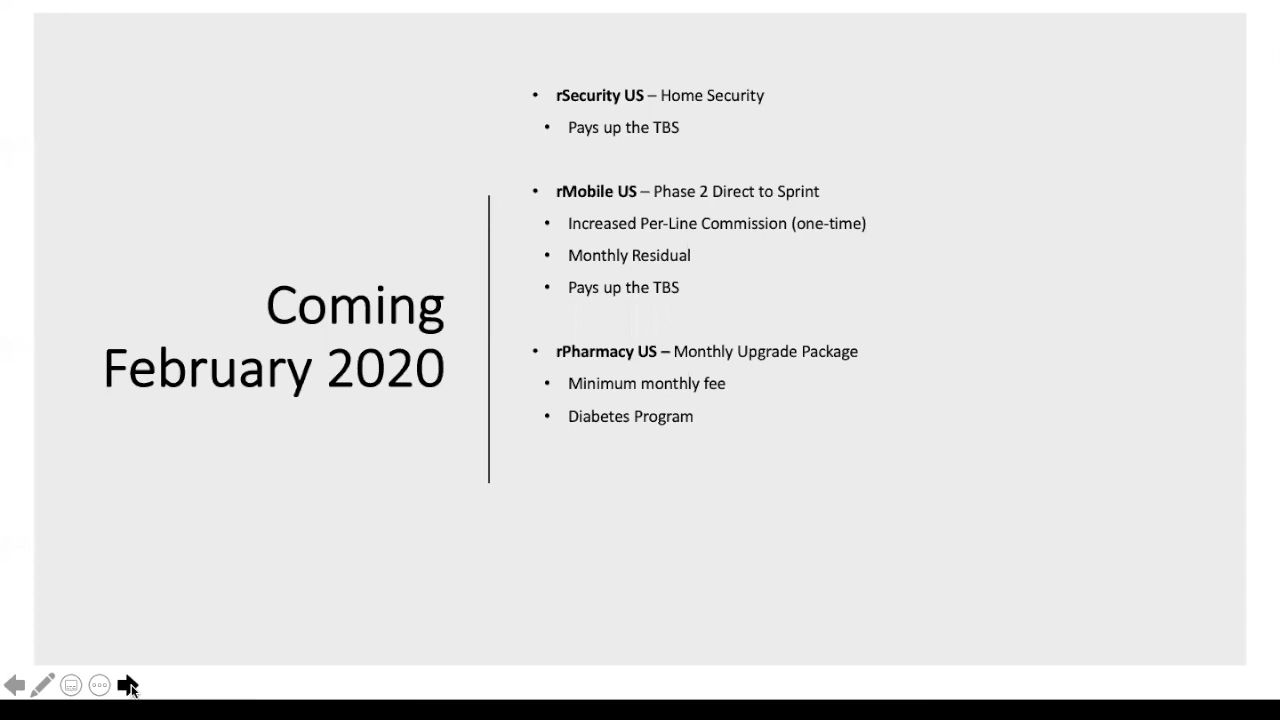 Coming
February 2020
• rSecurity US – Home Security
• Pays up the TBS
• rMobile US – Phase 2 Direct to Sprint
• Increased Per-Line Commission (one-time)
• Monthly Residual
• Pays up the TBS
• rPharmacy US – Monthly Upgrade Package
• Minimum monthly fee
• Diabetes Program